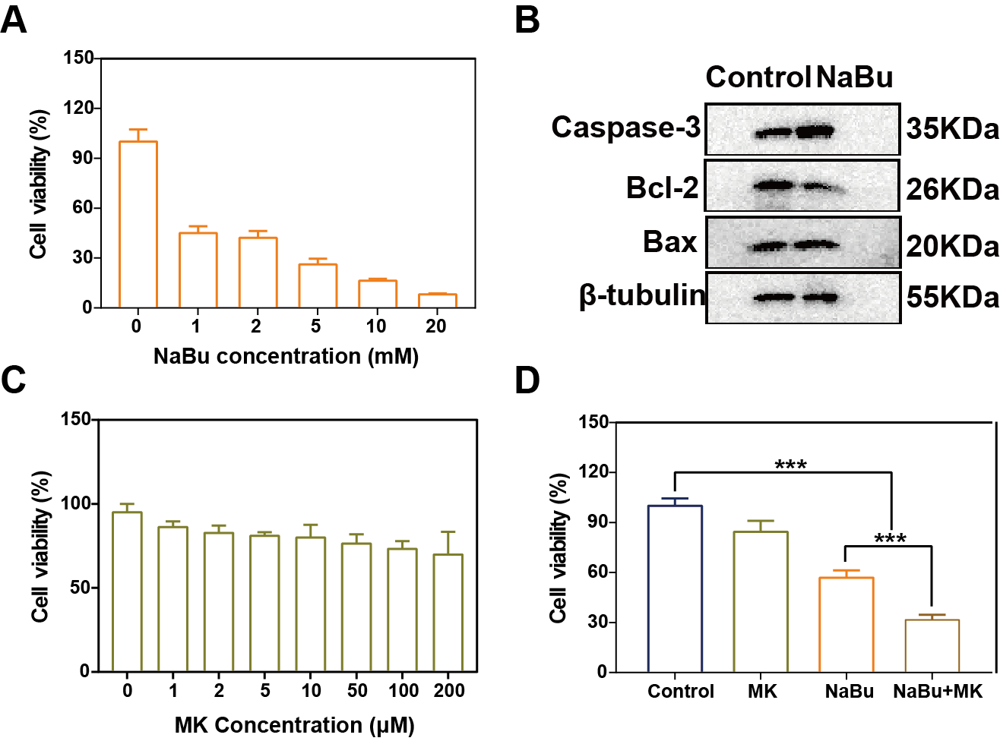 A
150
120
90
60
30
0
Cell viability (%)
0 1 2 5 10 20
NaBu concentration (mM)
B
Control NaBu
Caspase-3 35KDa
Bcl-2 26KDa
Bax 20KDa
β-tubulin 55KDa
C
150
100
50
0
Cell viability (%)
0 1 2 5 10 50 100 200
MK Concentration (μM)
D
150
120
90
60
30
0
Cell viability (%)
***
***
Control MK NaBu NaBu+MK